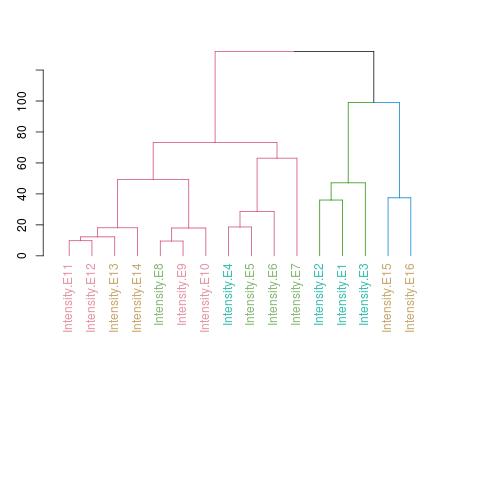 100
80
60
40
20
0
Intensity.E11
Intensity.E12
Intensity.E13
Intensity.E14
Intensity.E8
Intensity.E9
Intensity.E10
Intensity.E4
Intensity.E5
Intensity.E6
Intensity.E7
Intensity.E2
Intensity.E1
Intensity.E3
Intensity.E15
Intensity.E16